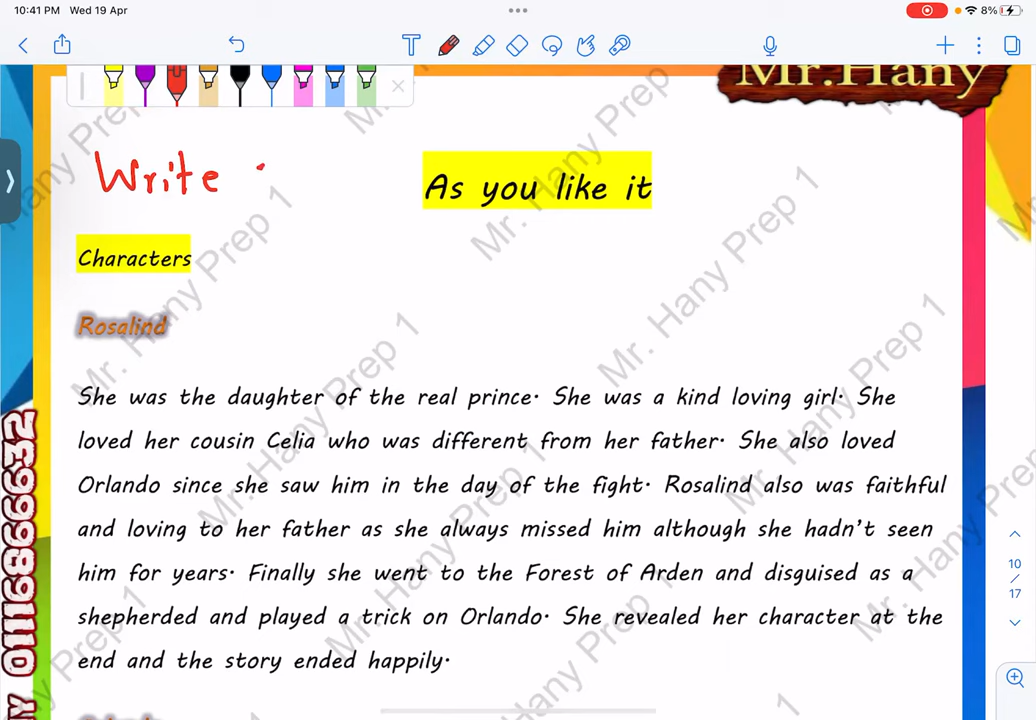 10:41 PM Wed 19 Apr
8%
Mr.Hany
Write
As you like it
Characters
Rosalind
She was the daughter of the real prince. She was a kind loving girl. She
loved her cousin Celia who was different from her father. She also loved
Orlando since she saw him in the day of the fight. Rosalind also was faithful
and loving to her father as she always missed him although she hadn't seen
him for years. Finally she went to the Forest of Arden and disguised as a
shepherded and played a trick on Orlando. She revealed her character at the
end and the story ended happily.
10
/
17
01116866632
Mr. Hany Prep 1